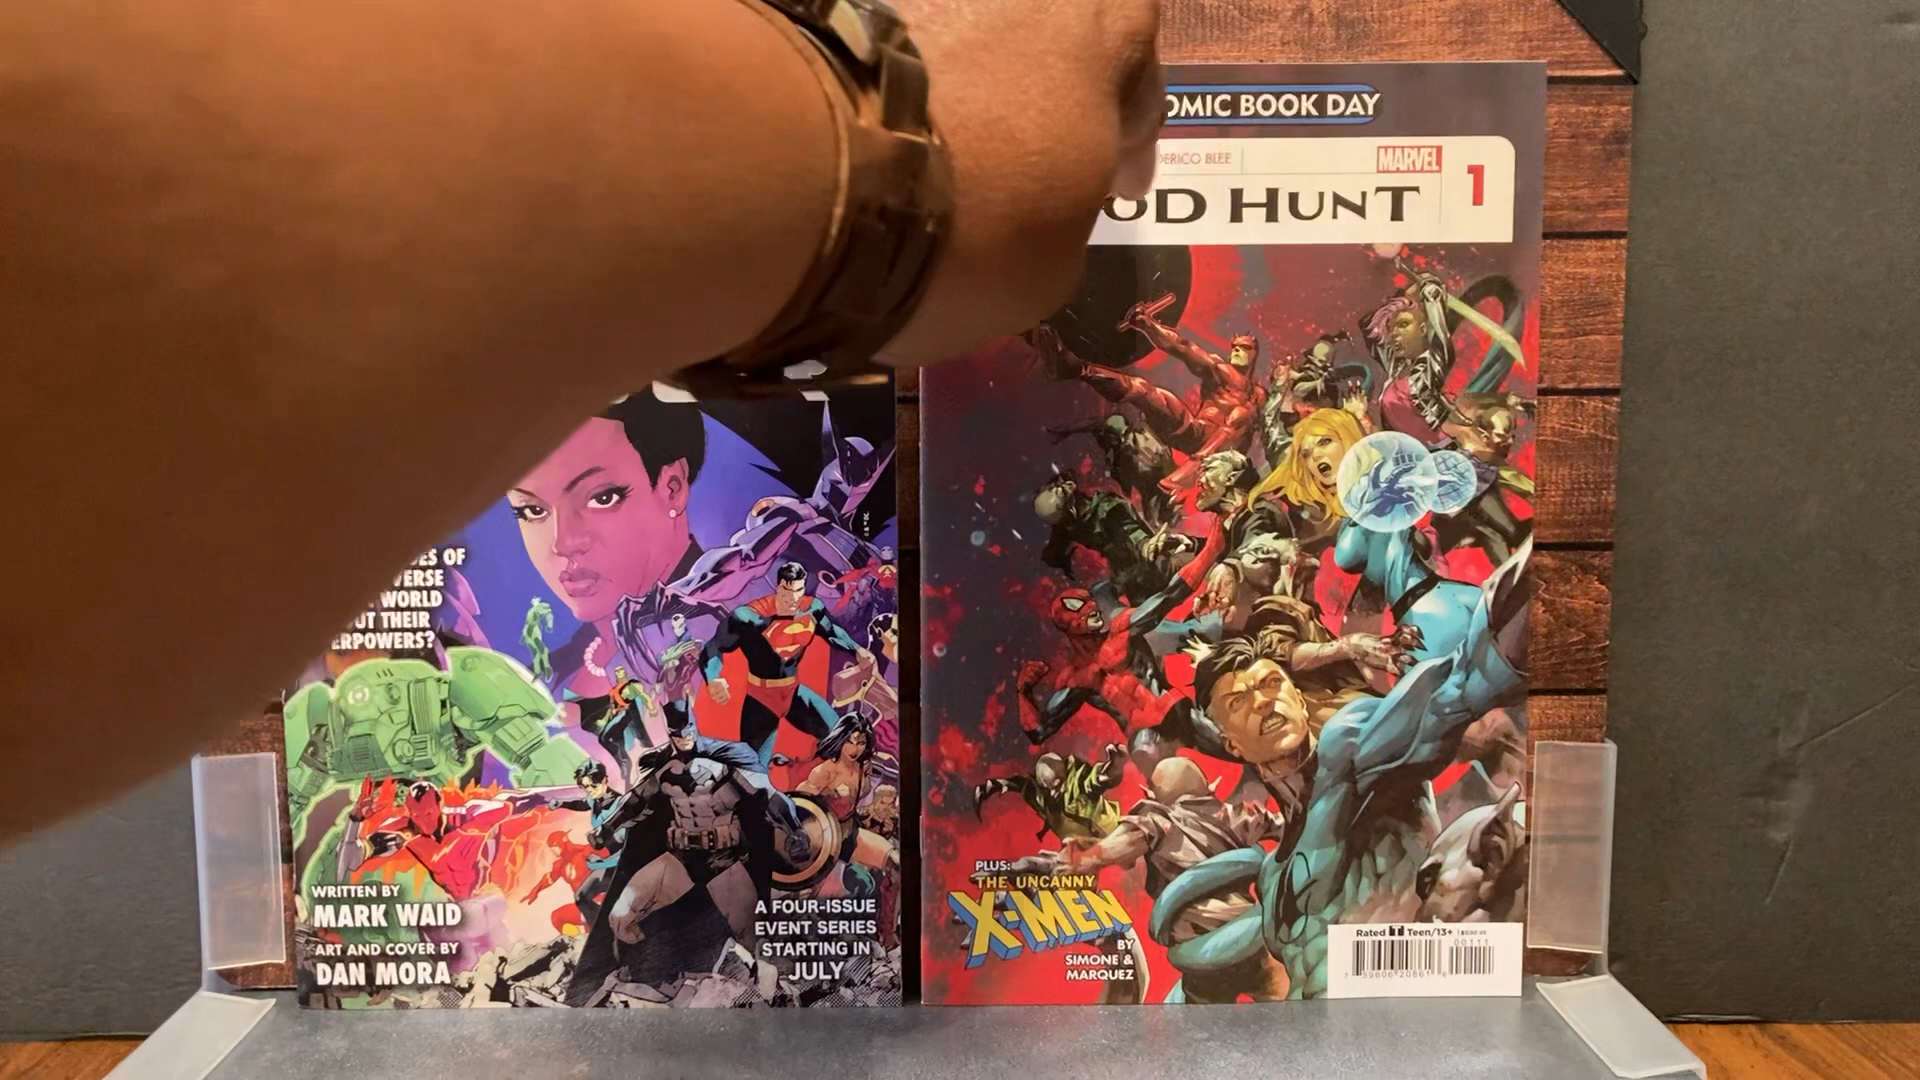 OMIC BOOK DAY
DERICO BLEE
MARVEL
1
OD HUNT
ES OF
VERSE
WORLD
UT THEIR
ERPOWERS?
WRITTEN BY
MARK WAID
ART AND COVER BY
DAN MORA
A FOUR-ISSUE
EVENT SERIES
STARTING IN
JULY
PLUS:
THE UNCANNY
X-MEN
BY
SIMONE &
MARQUEZ
Rated T Teen/13+
00111